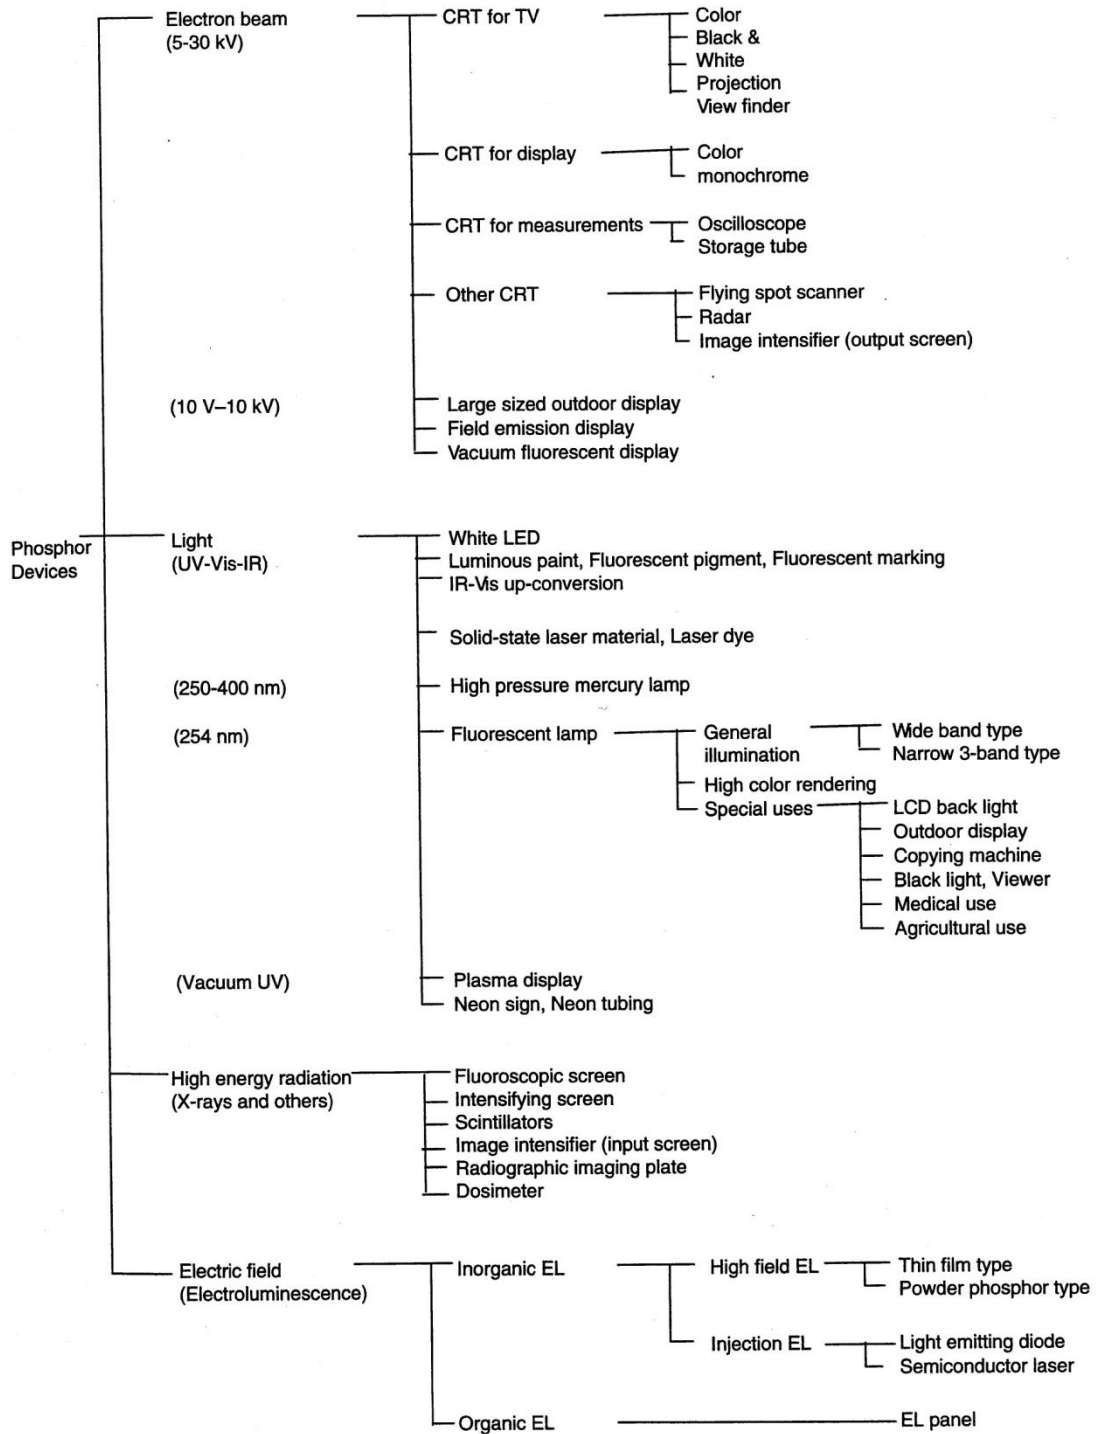 Electron beam
(5-30 kV)
CRT for TV
Color
Black &
White
Projection
View finder
CRT for display
Color
monochrome
CRT for measurements
Oscilloscope
Storage tube
Other CRT
Flying spot scanner
Radar
Image intensifier (output screen)
(10 V–10 kV)
Large sized outdoor display
Field emission display
Vacuum fluorescent display
Phosphor
Devices
Light
(UV-Vis-IR)
White LED
Luminous paint, Fluorescent pigment, Fluorescent marking
IR-Vis up-conversion
Solid-state laser material, Laser dye
(250-400 nm)
High pressure mercury lamp
(254 nm)
Fluorescent lamp
General
illumination
Wide band type
Narrow 3-band type
High color rendering
Special uses
LCD back light
Outdoor display
Copying machine
Black light, Viewer
Medical use
Agricultural use
(Vacuum UV)
Plasma display
Neon sign, Neon tubing
High energy radiation
(X-rays and others)
Fluoroscopic screen
Intensifying screen
Scintillators
Image intensifier (input screen)
Radiographic imaging plate
Dosimeter
Electric field
(Electroluminescence)
Inorganic EL
High field EL
Thin film type
Powder phosphor type
Injection EL
Light emitting diode
Semiconductor laser
Organic EL
EL panel